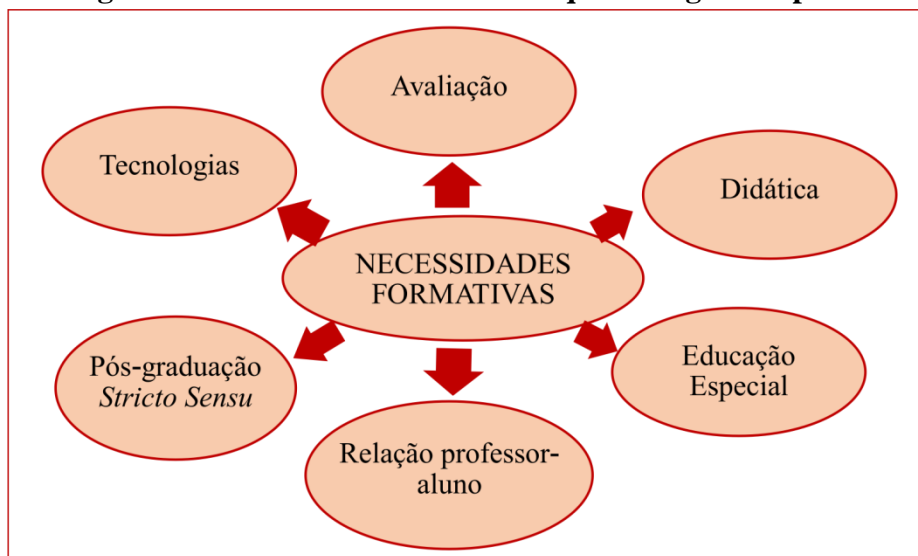 Avaliação
Tecnologias
Didática
NECESSIDADES
FORMATIVAS
Pós-graduação
Stricto Sensu
Educação
Especial
Relação professor-
aluno